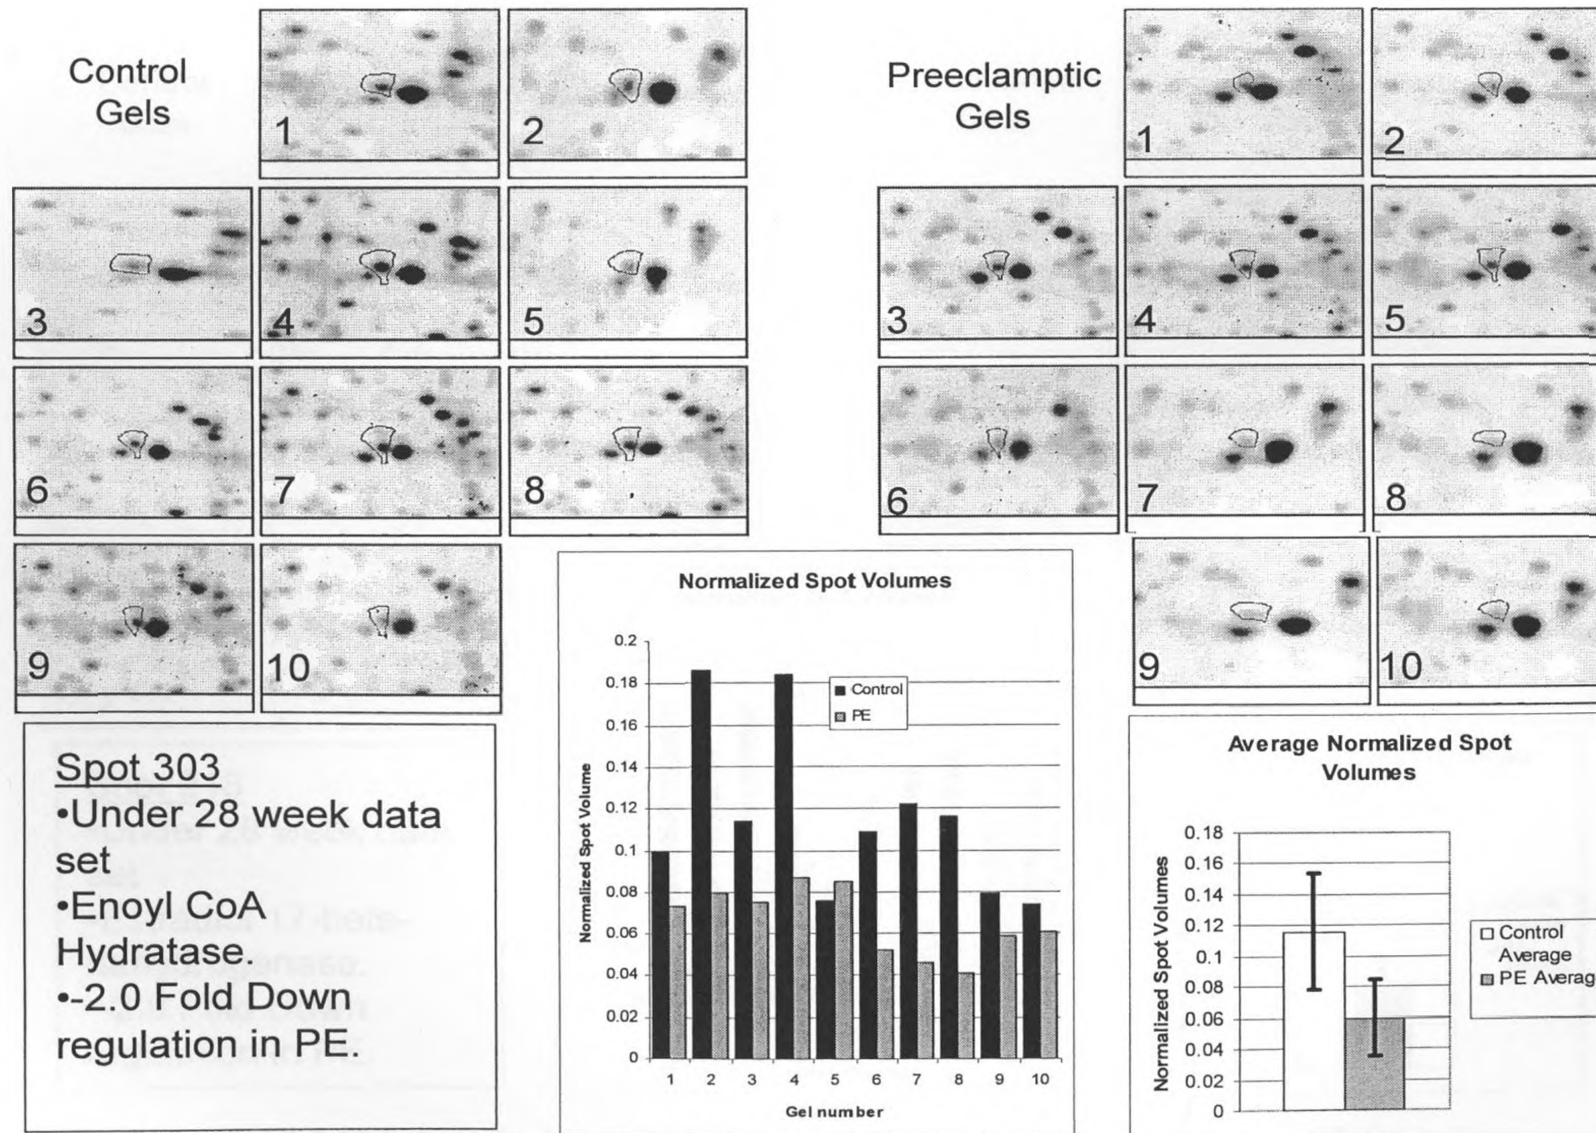 Control
Gels
1
2
3
4
5
6
7
8
9
10
Preeclamptic
Gels
1
2
3
4
5
6
7
8
9
10
Spot 303
•Under 28 week data
set
•Enoyl CoA
Hydratase.
•-2.0 Fold Down
regulation in PE.
Normalized Spot Volumes
Normalized Spot Volume
0.2
0.18
0.16
0.14
0.12
0.1
0.08
0.06
0.04
0.02
0
Control
PE
1 2 3 4 5 6 7 8 9 10
Gel number
Average Normalized Spot
Volumes
Normalized Spot Volumes
0.18
0.16
0.14
0.12
0.1
0.08
0.06
0.04
0.02
0
Control
Average
PE Averag